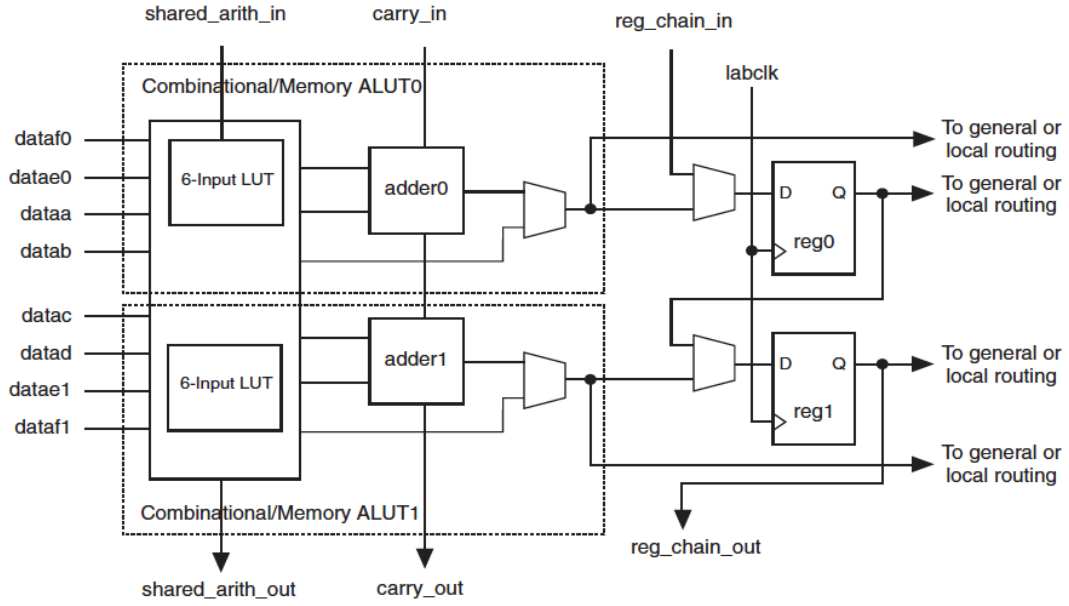 shared_arith_in
carry_in
reg_chain_in
labclk
Combinational/Memory ALUT0
dataf0
datae0
dataa
datab
6-Input LUT
adder0
D Q
reg0
To general or
local routing
To general or
local routing
datac
datad
datae1
dataf1
6-Input LUT
adder1
D Q
reg1
To general or
local routing
To general or
local routing
Combinational/Memory ALUT1
shared_arith_out
carry_out
reg_chain_out